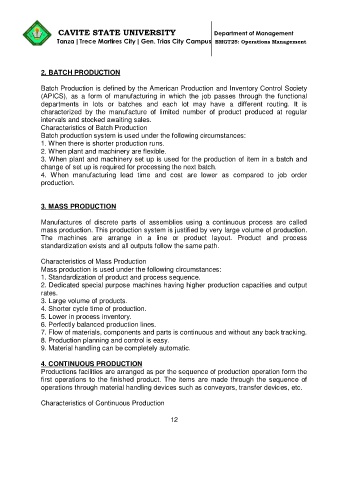 CAVITE STATE UNIVERSITY
Department of Management
Tanza | Trece Martires City | Gen. Trias City Campus
BMGT25: Operations Management
2. BATCH PRODUCTION
Batch Production is defined by the American Production and Inventory Control Society
(APICS), as a form of manufacturing in which the job passes through the functional
departments in lots or batches and each lot may have a different routing. It is
characterized by the manufacture of limited number of product produced at regular
intervals and stocked awaiting sales.
Characteristics of Batch Production
Batch production system is used under the following circumstances:
1. When there is shorter production runs.
2. When plant and machinery are flexible.
3. When plant and machinery set up is used for the production of item in a batch and
change of set up is required for processing the next batch.
4. When manufacturing lead time and cost are lower as compared to job order
production.
3. MASS PRODUCTION
Manufactures of discrete parts of assemblies using a continuous process are called
mass production. This production system is justified by very large volume of production.
The machines are arrange in a line or product layout. Product and process
standardization exists and all outputs follow the same path.
Characteristics of Mass Production
Mass production is used under the following circumstances:
1. Standardization of product and process sequence.
2. Dedicated special purpose machines having higher production capacities and output
rates.
3. Large volume of products.
4. Shorter cycle time of production.
5. Lower in process inventory.
6. Perfectly balanced production lines.
7. Flow of materials, components and parts is continuous and without any back tracking.
8. Production planning and control is easy.
9. Material handling can be completely automatic.
4. CONTINUOUS PRODUCTION
Productions facilities are arranged as per the sequence of production operation form the
first operations to the finished product. The items are made through the sequence of
operations through material handling devices such as conveyors, transfer devices, etc.
Characteristics of Continuous Production
12